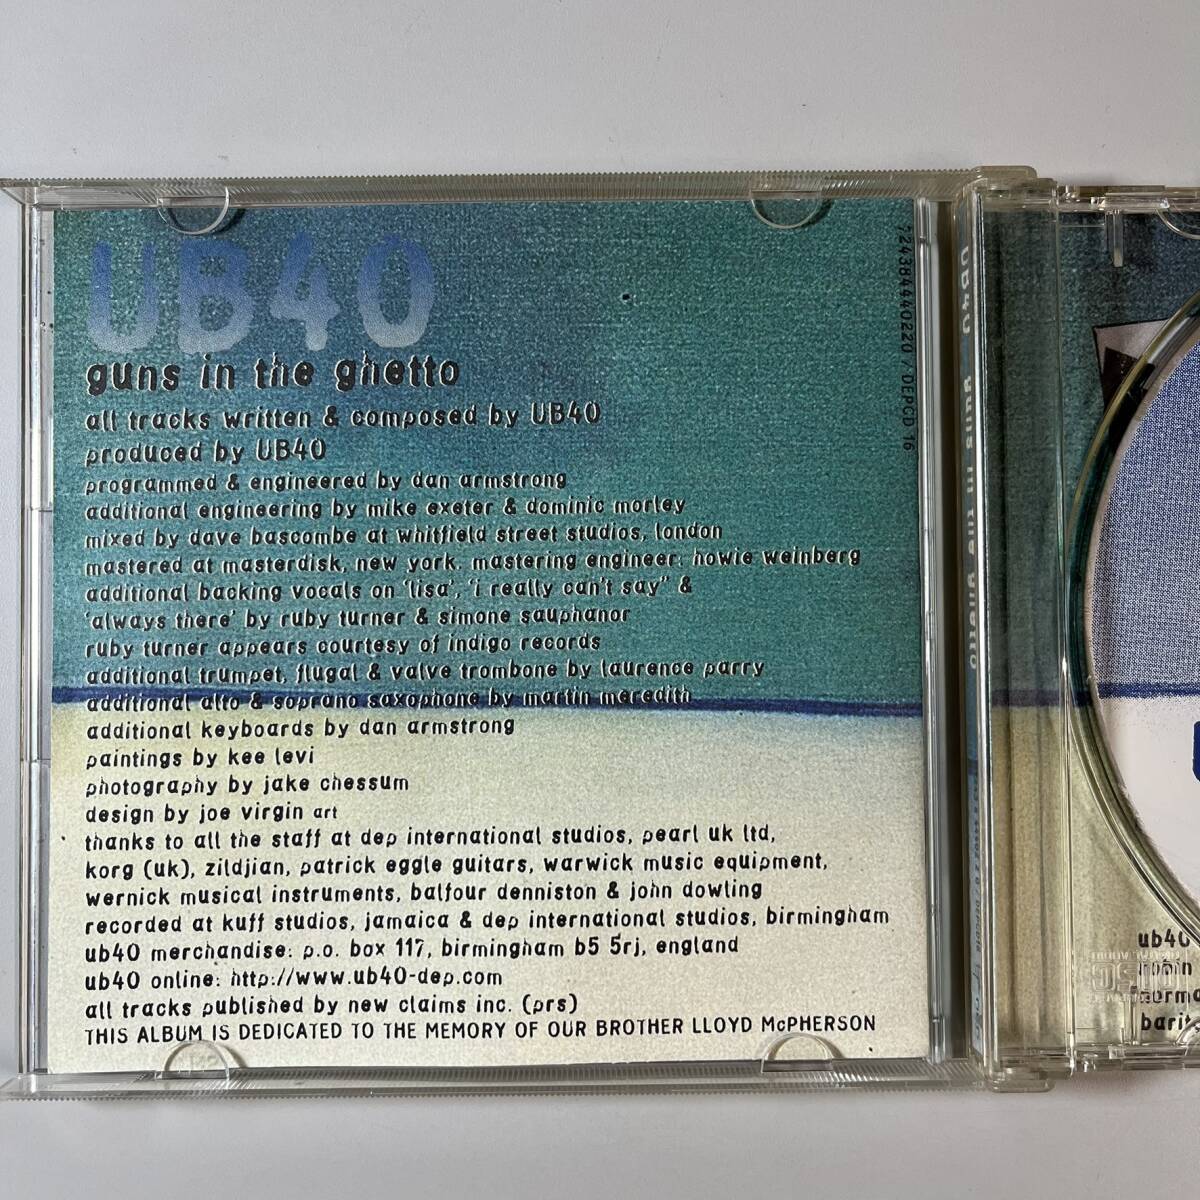 UB40
guns in the ghetto
all tracks written & composed by UB40
produced by UB40
programmed & engineered by dan armstrong
additional engineering by mike exeter & dominic morley
mixed by dave bascombe at whitfield street studios, london
mastered at masterdisk, new york. mastering engineer: howie weinberg
additional backing vocals on 'lisa', 'i really can't say" &
'always there' by ruby turner & simone sauphanor
ruby turner appears courtesy of indigo records
additional trumpet, flugal & valve trombone by laurence parry
additional alto & soprano saxophone by martin meredith
additional keyboards by dan armstrong
paintings by kee levi
photography by jake chessum
design by joe virgin art
thanks to all the staff at dep international studios, pearl uk ltd,
korg (uk), zildjian, patrick eggle guitars, warwick music equipment,
wernick musical instruments, balfour denniston & john dowling
recorded at kuff studios, jamaica & dep international studios, birmingham
ub40 merchandise: p.o. box 117, birmingham b5 5rj, england
ub40 online: http://www.ub40-dep.com
all tracks published by new claims inc. (prs)
THIS ALBUM IS DEDICATED TO THE MEMORY OF OUR BROTHER LLOYD McPHERSON
724384440220 / DEPCD 16
UB40 guns in the ghetto
ub40
robin
norma
barit